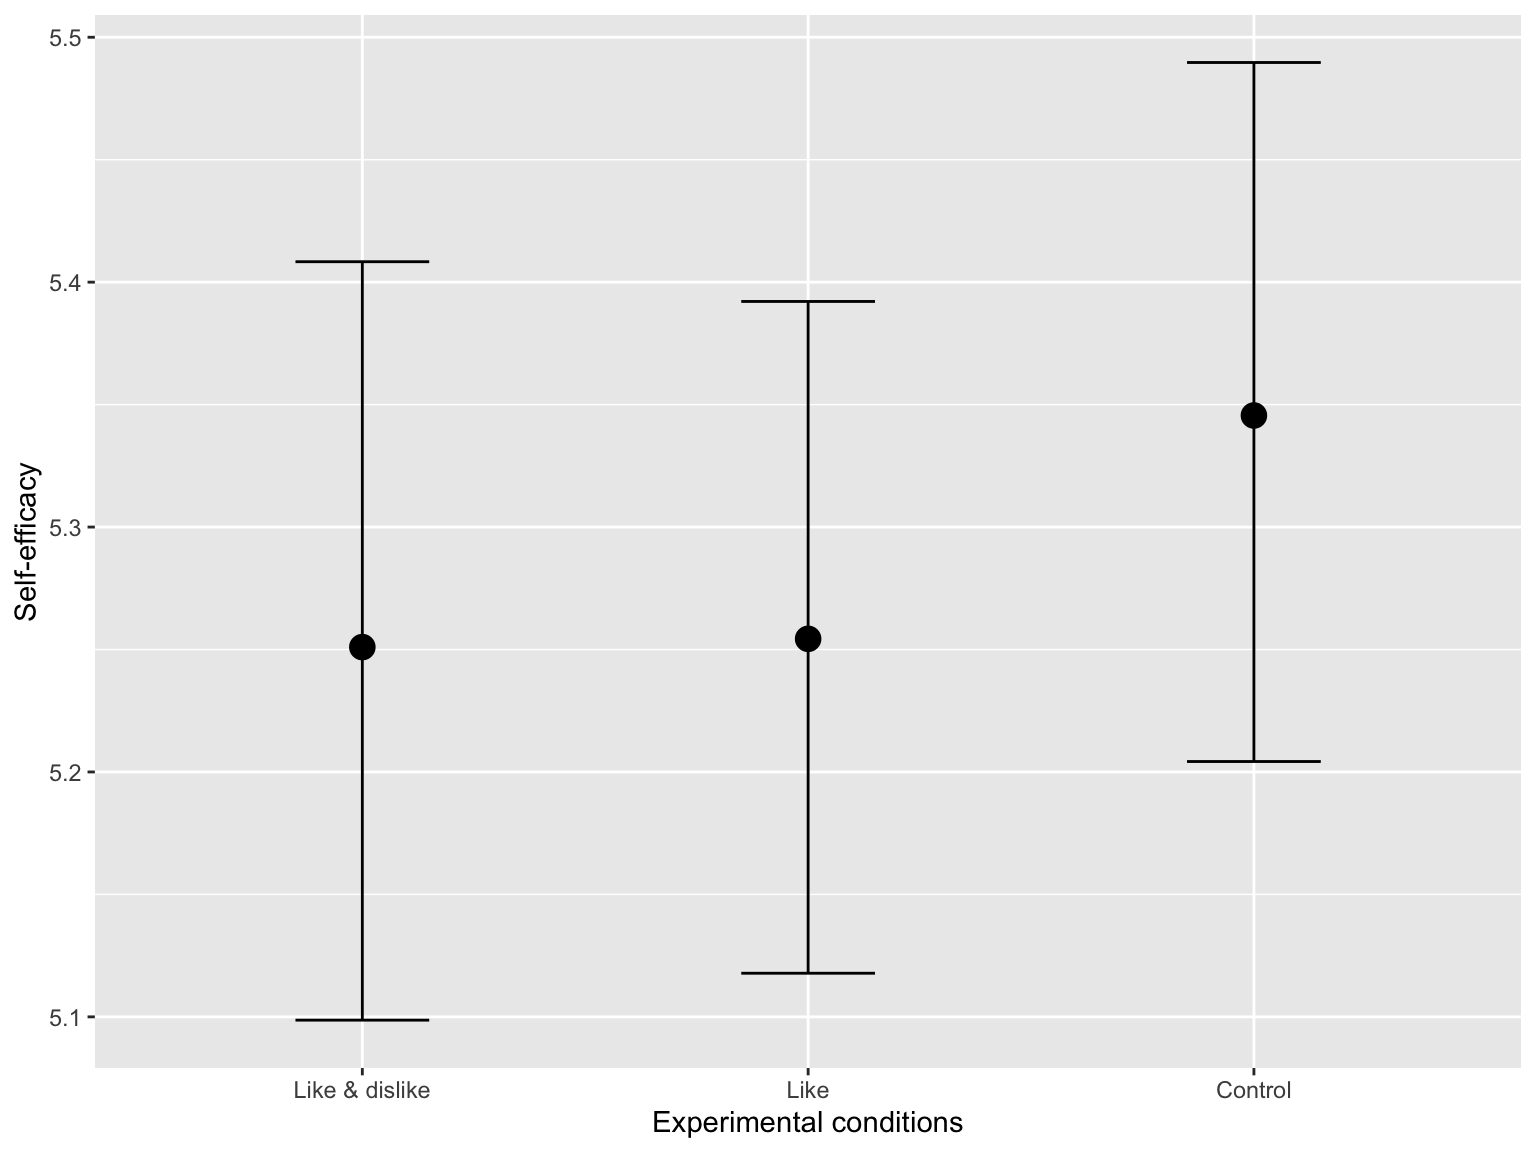 5.5
5.4
5.3
5.2
5.1
Self-efficacy
Like & dislike
Like
Control
Experimental conditions